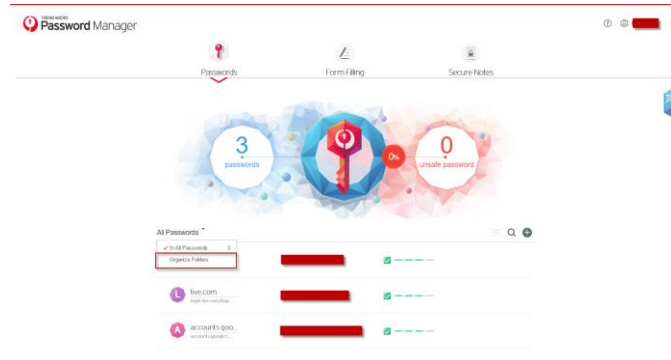 TREND MICRO
Password Manager
Passwords
Form Filling
Secure Notes
3
passwords
0%
0
unsafe password
All Passwords
All Passwords 3
Organize Folders
L
live.com
A
accounts.goo...